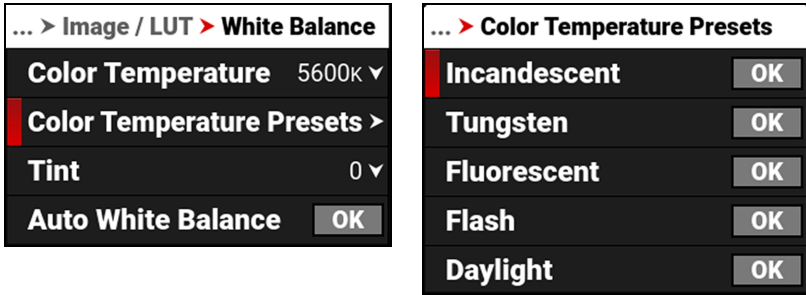 ... > Image / LUT > White Balance
Color Temperature 5600K
Color Temperature Presets >
Tint 0
Auto White Balance OK
... > Color Temperature Presets
Incandescent OK
Tungsten OK
Fluorescent OK
Flash OK
Daylight OK